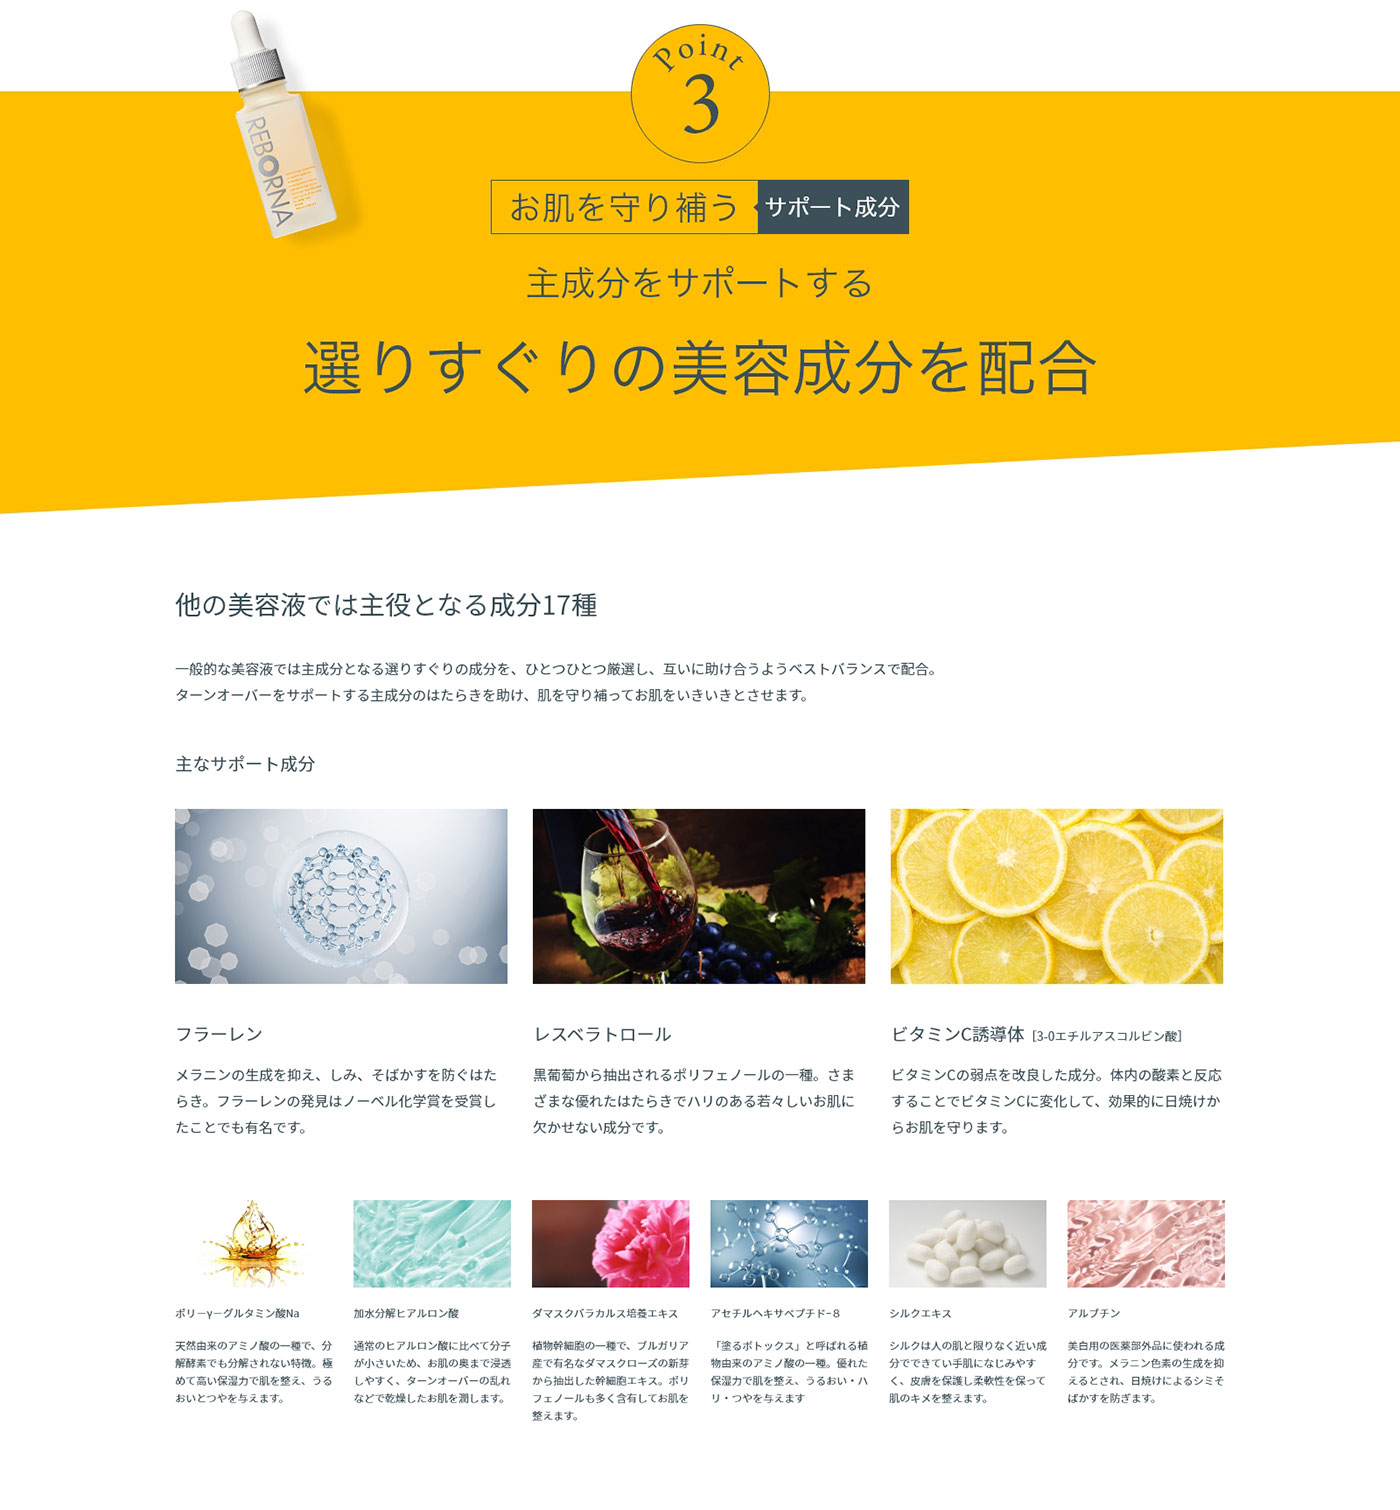 Point
3
REBORNA
お肌を守り補う
サポート成分
主成分をサポートする
選りすぐりの美容成分を配合
他の美容液では主役となる成分17種
一般的な美容液では主成分となる選りすぐりの成分を、ひとつひとつ厳選し、互いに助け合うようベストバランスで配合。
ターンオーバーをサポートする主成分のはたらきを助け、肌を守り補ってお肌をいきいきとさせます。
主なサポート成分
フラーレン
メラニンの生成を抑え、しみ、そばかすを防ぐはた
らき。フラーレンの発見はノーベル化学賞を受賞し
たことでも有名です。
レスベラトロール
黒葡萄から抽出されるポリフェノールの一種。さま
ざまな優れたはたらきでハリのある若々しいお肌に
欠かせない成分です。
ビタミンC誘導体［3-0エチルアスコルビン酸］
ビタミンCの弱点を改良した成分。体内の酸素と反応
することでビタミンCに変化して、効果的に日焼けか
らお肌を守ります。
ポリ－γ－グルタミン酸Na
天然由来のアミノ酸の一種で、分
解酵素でも分解されない特徴。極
めて高い保湿力で肌を整え、うる
おいとつやを与えます。
加水分解ヒアルロン酸
通常のヒアルロン酸に比べて分子
が小さいため、お肌の奥まで浸透
しやすく、ターンオーバーの乱れ
などで乾燥したお肌を潤します。
ダマスクバラカルス培養エキス
植物幹細胞の一種で、ブルガリア
産で有名なダマスクローズの新芽
から抽出した幹細胞エキス。ポリ
フェノールも多く含有してお肌を
整えます。
アセチルヘキサペプチド−８
「塗るボトックス」と呼ばれる植
物由来のアミノ酸の一種。優れた
保湿力で肌を整え、うるおい・ハ
リ・つやを与えます
シルクエキス
シルクは人の肌と限りなく近い成
分でできてい手肌になじみやす
く、皮膚を保護し柔軟性を保って
肌のキメを整えます。
アルブチン
美白用の医薬部外品に使われる成
分です。メラニン色素の生成を抑
えるとされ、日焼けによるシミそ
ばかすを防ぎます。